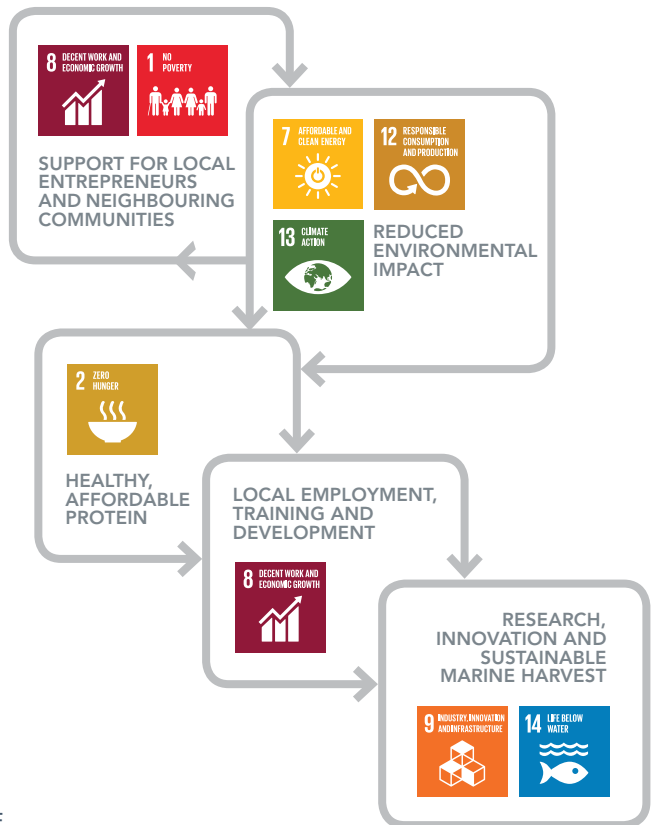 8 DECENT WORK AND
ECONOMIC GROWTH
1 NO
POVERTY
SUPPORT FOR LOCAL
ENTREPRENEURS
AND NEIGHBOURING
COMMUNITIES
7 AFFORDABLE AND
CLEAN ENERGY
12 RESPONSIBLE
CONSUMPTION
AND PRODUCTION
13 CLIMATE
ACTION
REDUCED
ENVIRONMENTAL
IMPACT
2 ZERO
HUNGER
HEALTHY,
AFFORDABLE
PROTEIN
LOCAL EMPLOYMENT,
TRAINING AND
DEVELOPMENT
8 DECENT WORK AND
ECONOMIC GROWTH
RESEARCH,
INNOVATION AND
SUSTAINABLE
MARINE HARVEST
9 INDUSTRY, INNOVATION
AND INFRASTRUCTURE
14 LIFE BELOW
WATER